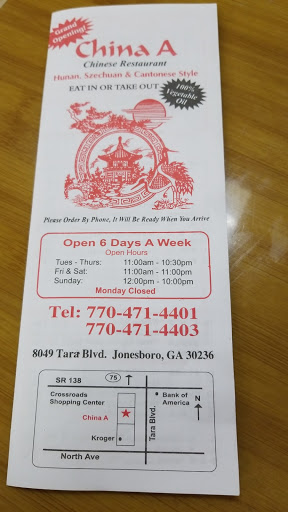 Grand
Opening!
China A
Chinese Restaurant
Hunan, Szechuan & Cantonese Style
EAT IN OR TAKE OUT
100%
Vegetable
Oil
Please Order By Phone, It Will Be Ready When You Arrive
Open 6 Days A Week
Open Hours
Tues - Thurs: 11:00am - 10:30pm
Fri & Sat: 11:00am - 11:00pm
Sunday: 12:00pm - 10:00pm
Monday Closed
Tel: 770-471-4401
770-471-4403
8049 Tara Blvd. Jonesboro, GA 30236
SR 138
75
Crossroads
Shopping Center
China A
Kroger
Tara Blvd.
Bank of
America
N
North Ave